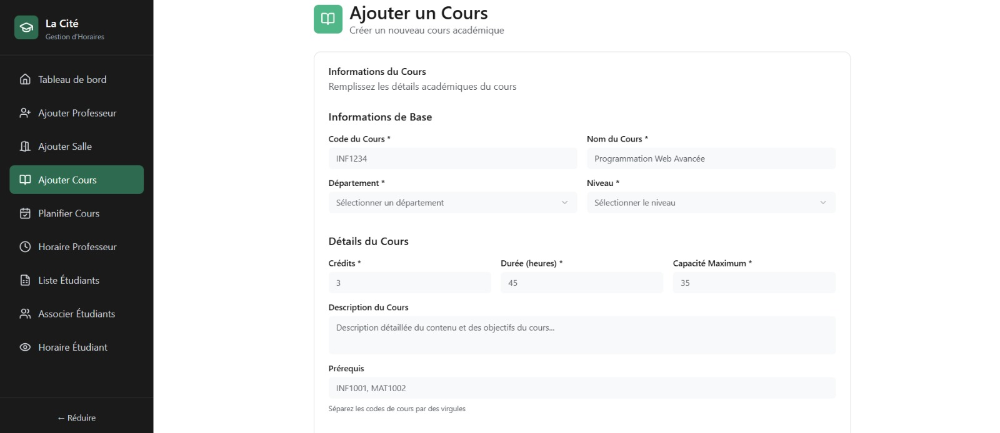 La Cité
Gestion d'Horaires
Tableau de bord
Ajouter Professeur
Ajouter Salle
Ajouter Cours
Planifier Cours
Horaire Professeur
Liste Étudiants
Associer Étudiants
Horaire Étudiant
← Réduire
Ajouter un Cours
Créer un nouveau cours académique
Informations du Cours
Remplissez les détails académiques du cours
Informations de Base
Code du Cours * Nom du Cours *
INF1234 Programmation Web Avancée
Département * Niveau *
Sélectionner un département Sélectionner le niveau
Détails du Cours
Crédits * Durée (heures) * Capacité Maximum *
3 45 35
Description du Cours
Description détaillée du contenu et des objectifs du cours...
Prérequis
INF1001, MAT1002
Séparez les codes de cours par des virgules